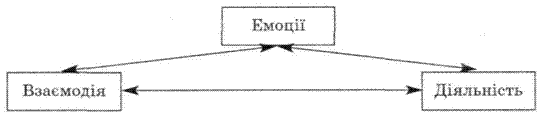 Емоції
Взаємодія
Діяльність